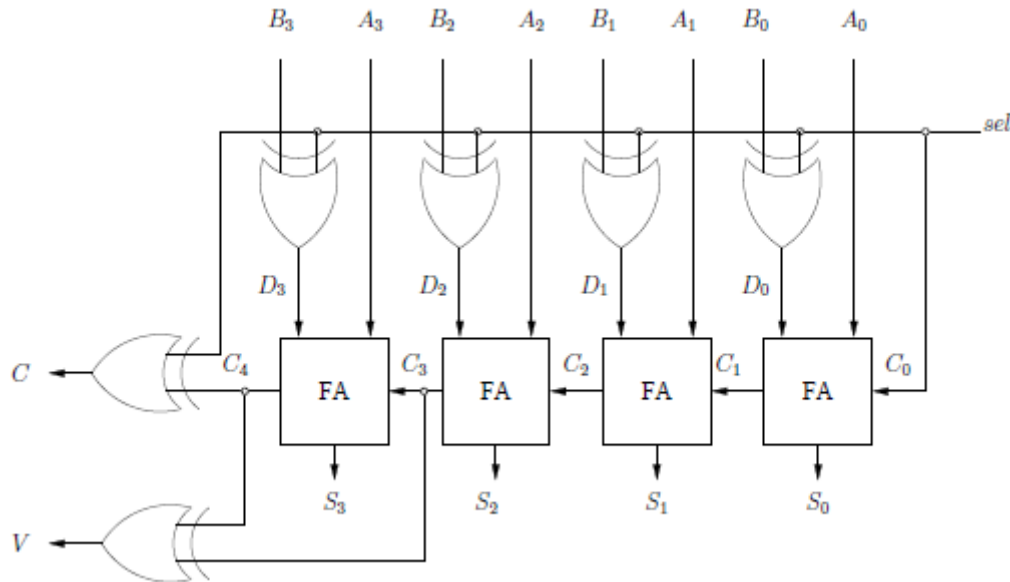 B₃ A₃ B₂ A₂ B₁ A₁ B₀ A₀
sel
D₃ D₂ D₁ D₀
C C₄ FA C₃ FA C₂ FA C₁ FA C₀
S₃ S₂ S₁ S₀
V